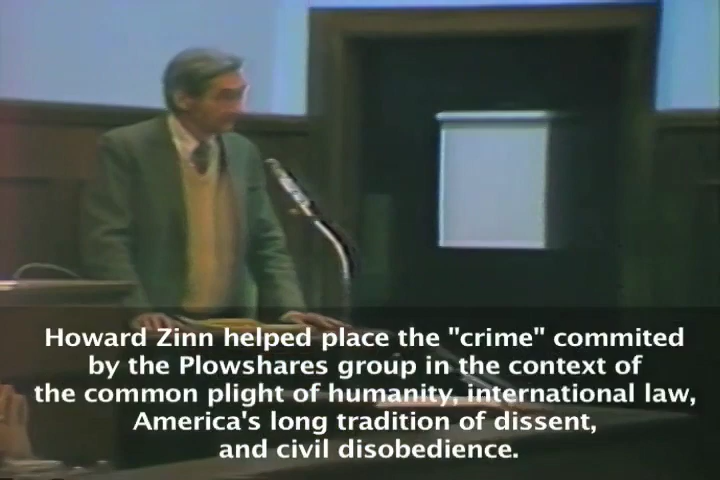 Howard Zinn helped place the "crime" commited
by the Plowshares group in the context of
the common plight of humanity, international law,
America's long tradition of dissent,
and civil disobedience.